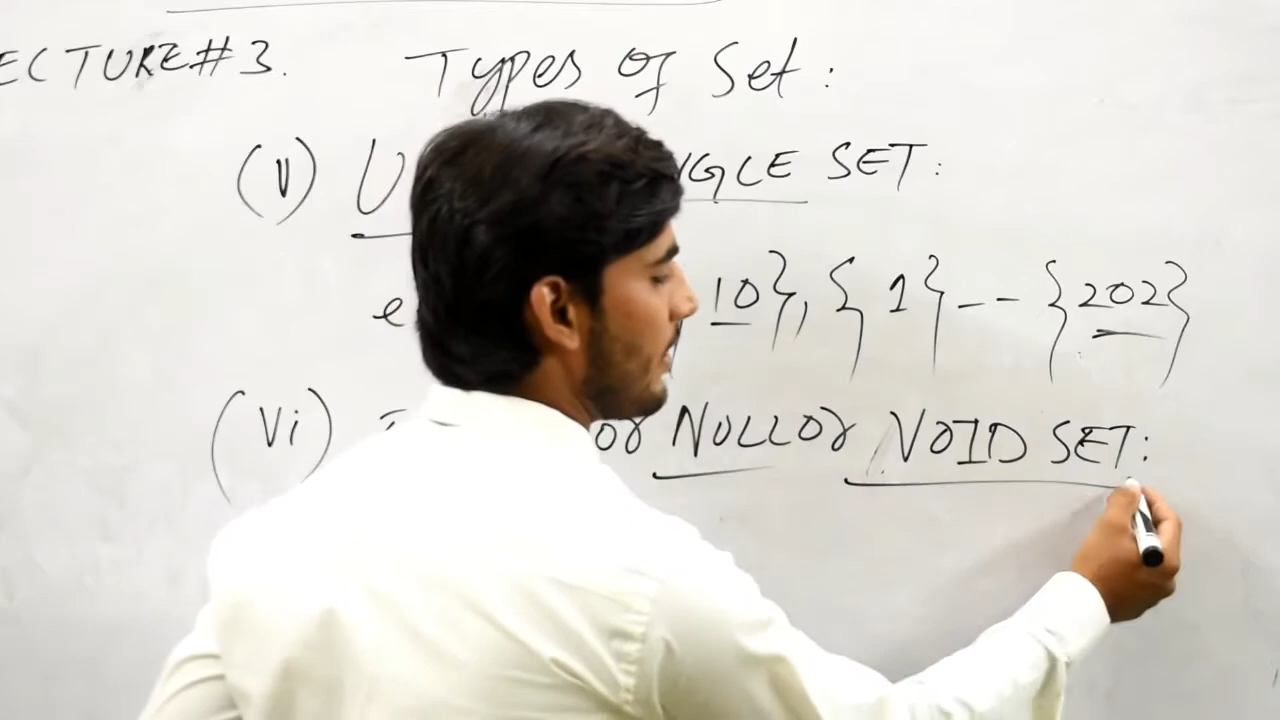 ECTURE#3. Types of Set:
(V) U NGLE SET:
e 10}, { 1 } -- { 202 }
(Vi) or NULL or VOID SET: